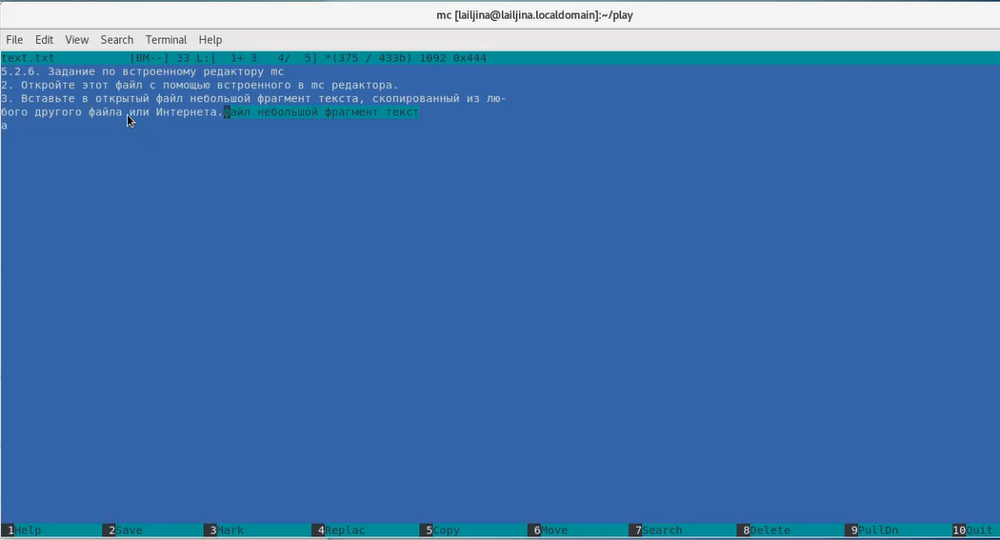 mc [lailjina@lailjina.localdomain]:~/play
File Edit View Search Terminal Help
text.txt [BM--] 33 L:[ 1+ 3 4/ 5] *(375 / 433b) 1092 0x444
5.2.6. Задание по встроенному редактору mc
2. Откройте этот файл с помощью встроенного в mc редактора.
3. Вставьте в открытый файл небольшой фрагмент текста, скопированный из лю-
бого другого файла или Интернета.файл небольшой фрагмент текст
а
1Help 2Save 3Mark 4Replac 5Copy 6Move 7Search 8Delete 9PullDn 10Quit